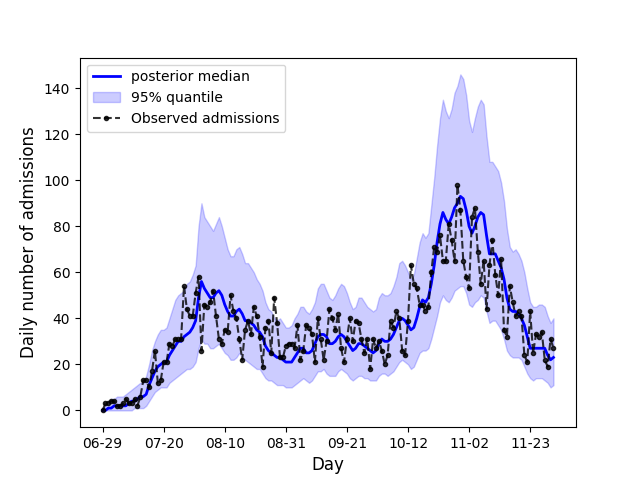 posterior median
95% quantile
Observed admissions
140
120
100
80
60
40
20
0
Daily number of admissions
06-29 07-20 08-10 08-31 09-21 10-12 11-02 11-23
Day